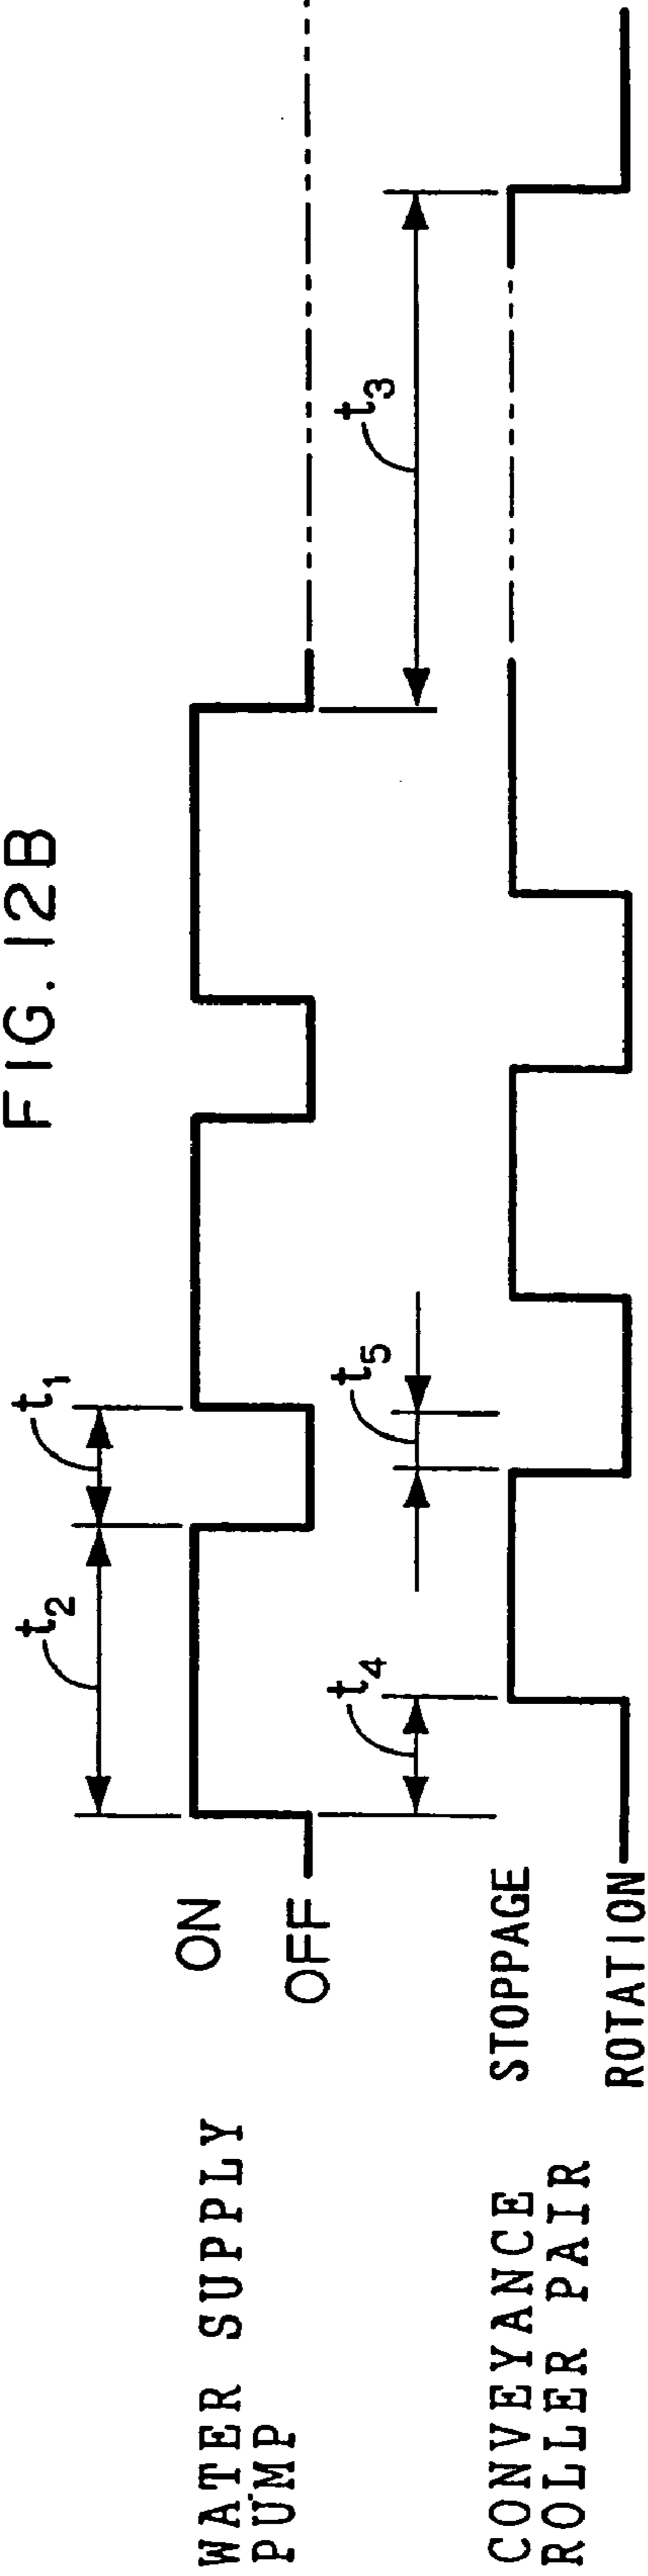 FIG. 12B
WATER SUPPLY
PUMP
ON
OFF
t2
t1
t3
t4
t5
CONVEYANCE
ROLLER PAIR
STOPPAGE
ROTATION